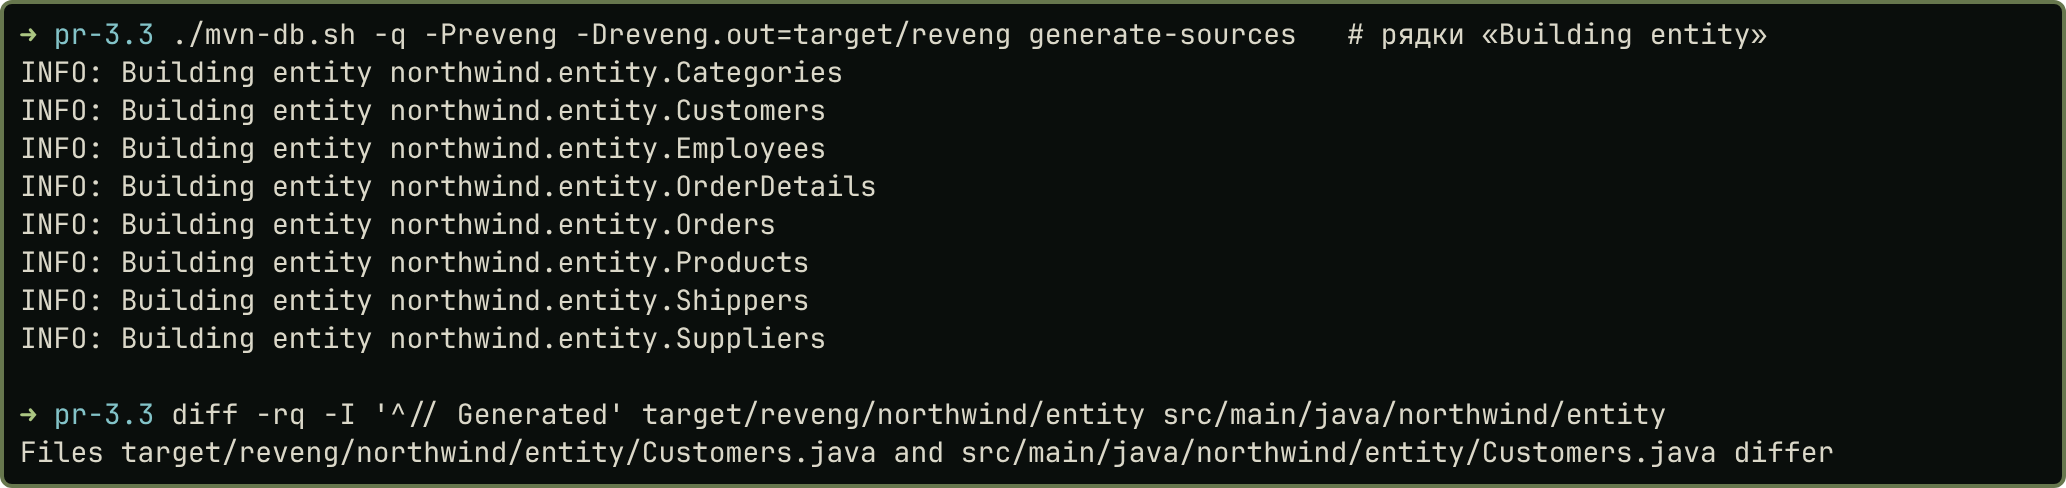 ➜ pr-3.3 ./mvn-db.sh -q -Preveng -Dreveng.out=target/reveng generate-sources   # рядки «Building entity»
INFO: Building entity northwind.entity.Categories
INFO: Building entity northwind.entity.Customers
INFO: Building entity northwind.entity.Employees
INFO: Building entity northwind.entity.OrderDetails
INFO: Building entity northwind.entity.Orders
INFO: Building entity northwind.entity.Products
INFO: Building entity northwind.entity.Shippers
INFO: Building entity northwind.entity.Suppliers
➜ pr-3.3 diff -rq -I '^// Generated' target/reveng/northwind/entity src/main/java/northwind/entity
Files target/reveng/northwind/entity/Customers.java and src/main/java/northwind/entity/Customers.java differ